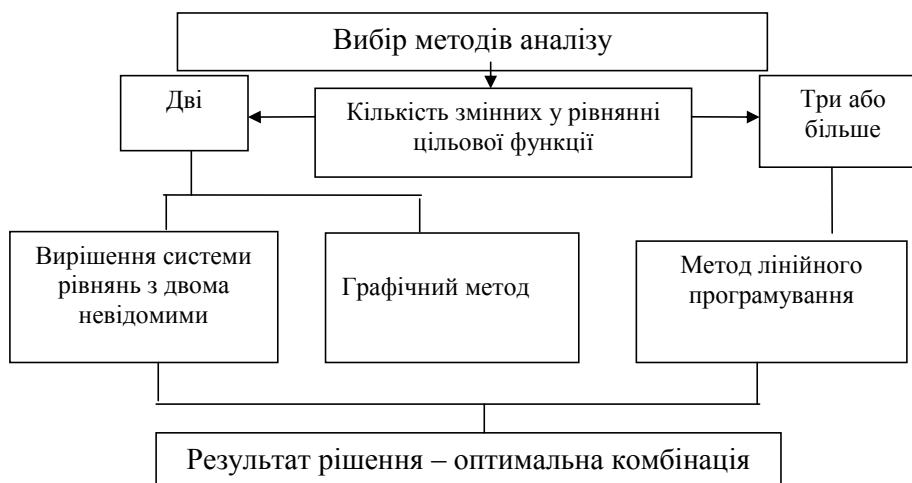 Вибір методів аналізу
Дві
Кількість змінних у рівнянні
цільової функції
Три або
більше
Вирішення системи
рівнянь з двома
невідомими
Графічний метод
Метод лінійного
програмування
Результат рішення – оптимальна комбінація